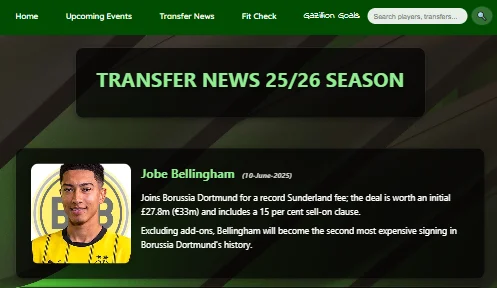 Home
Upcoming Events
Transfer News
Fit Check
Gazillion Goals
Search players, transfers...
TRANSFER NEWS 25/26 SEASON
Jobe Bellingham (10-June-2025)
Joins Borussia Dortmund for a record Sunderland fee; the deal is worth an initial
£27.8m (€33m) and includes a 15 per cent sell-on clause.
Excluding add-ons, Bellingham will become the second most expensive signing in
Borussia Dortmund's history.